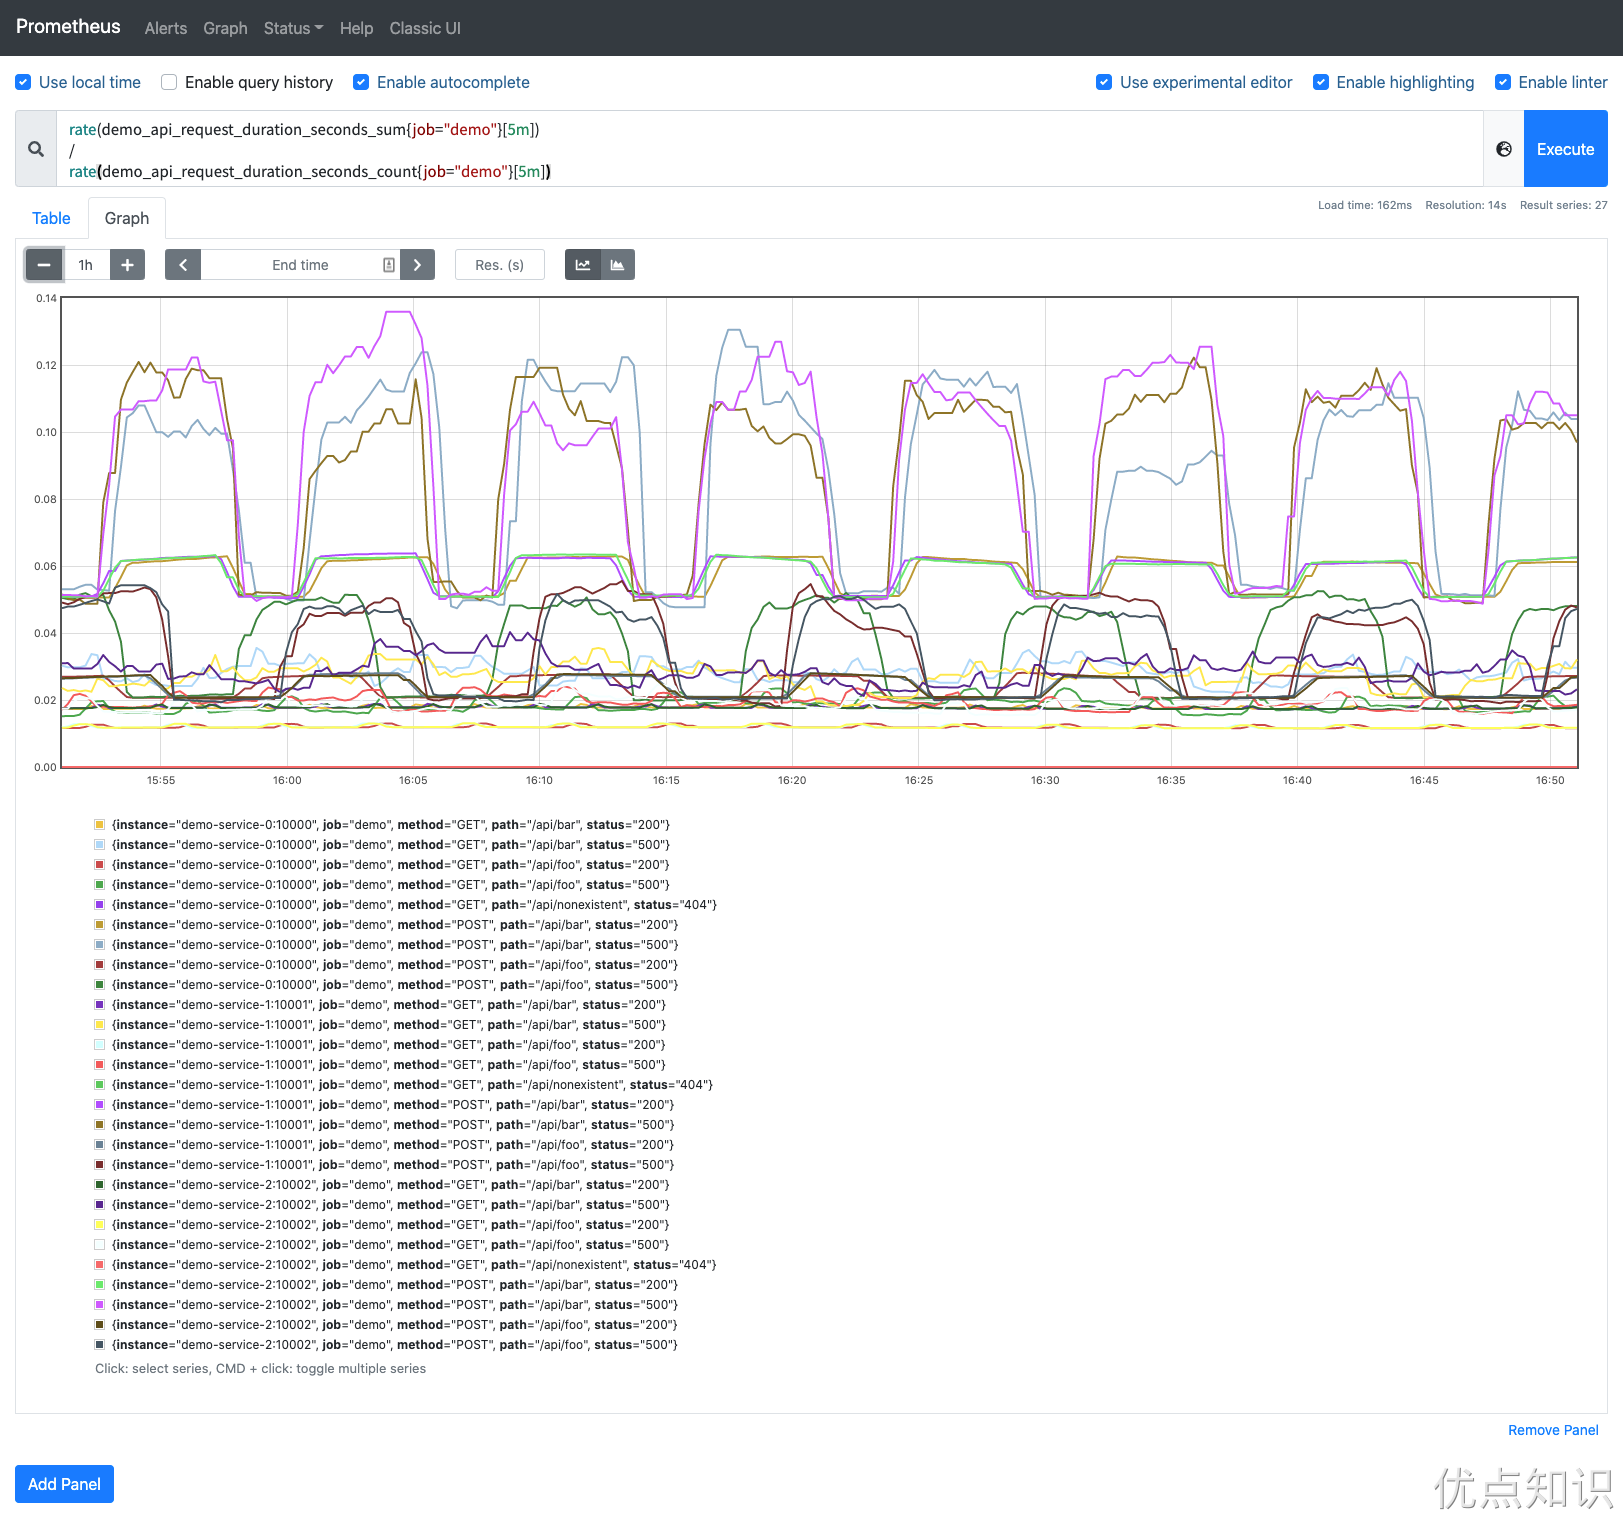 Prometheus Alerts Graph Status Help Classic UI
Use local time Enable query history Enable autocomplete Use experimental editor Enable highlighting Enable linter
rate(demo_api_request_duration_seconds_sum{job="demo"}[5m])
/
rate(demo_api_request_duration_seconds_count{job="demo"}[5m])
Execute
Load time: 162ms Resolution: 14s Result series: 27
Table Graph
1h End time Res. (s)
0.14
0.12
0.10
0.08
0.06
0.04
0.02
0.00
15:55 16:00 16:05 16:10 16:15 16:20 16:25 16:30 16:35 16:40 16:45 16:50
{instance="demo-service-0:10000", job="demo", method="GET", path="/api/bar", status="200"}
{instance="demo-service-0:10000", job="demo", method="GET", path="/api/bar", status="500"}
{instance="demo-service-0:10000", job="demo", method="GET", path="/api/foo", status="200"}
{instance="demo-service-0:10000", job="demo", method="GET", path="/api/foo", status="500"}
{instance="demo-service-0:10000", job="demo", method="GET", path="/api/nonexistent", status="404"}
{instance="demo-service-0:10000", job="demo", method="POST", path="/api/bar", status="200"}
{instance="demo-service-0:10000", job="demo", method="POST", path="/api/bar", status="500"}
{instance="demo-service-0:10000", job="demo", method="POST", path="/api/foo", status="200"}
{instance="demo-service-0:10000", job="demo", method="POST", path="/api/foo", status="500"}
{instance="demo-service-1:10001", job="demo", method="GET", path="/api/bar", status="200"}
{instance="demo-service-1:10001", job="demo", method="GET", path="/api/bar", status="500"}
{instance="demo-service-1:10001", job="demo", method="GET", path="/api/foo", status="200"}
{instance="demo-service-1:10001", job="demo", method="GET", path="/api/foo", status="500"}
{instance="demo-service-1:10001", job="demo", method="GET", path="/api/nonexistent", status="404"}
{instance="demo-service-1:10001", job="demo", method="POST", path="/api/bar", status="200"}
{instance="demo-service-1:10001", job="demo", method="POST", path="/api/bar", status="500"}
{instance="demo-service-1:10001", job="demo", method="POST", path="/api/foo", status="200"}
{instance="demo-service-1:10001", job="demo", method="POST", path="/api/foo", status="500"}
{instance="demo-service-2:10002", job="demo", method="GET", path="/api/bar", status="200"}
{instance="demo-service-2:10002", job="demo", method="GET", path="/api/bar", status="500"}
{instance="demo-service-2:10002", job="demo", method="GET", path="/api/foo", status="200"}
{instance="demo-service-2:10002", job="demo", method="GET", path="/api/foo", status="500"}
{instance="demo-service-2:10002", job="demo", method="GET", path="/api/nonexistent", status="404"}
{instance="demo-service-2:10002", job="demo", method="POST", path="/api/bar", status="200"}
{instance="demo-service-2:10002", job="demo", method="POST", path="/api/bar", status="500"}
{instance="demo-service-2:10002", job="demo", method="POST", path="/api/foo", status="200"}
{instance="demo-service-2:10002", job="demo", method="POST", path="/api/foo", status="500"}
Click: select series, CMD + click: toggle multiple series
Remove Panel
Add Panel
优点知识